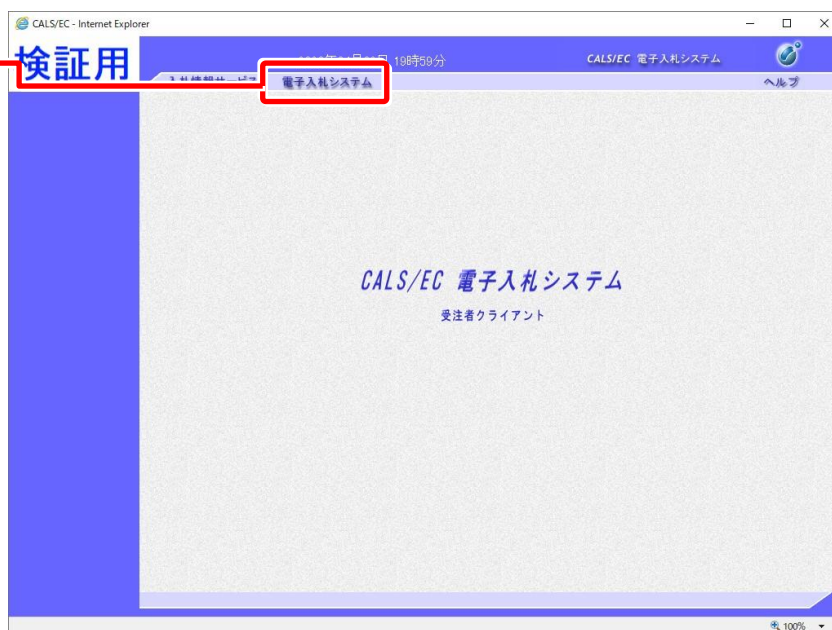 CALS/EC - Internet Explorer
検証用
19時59分
CALS/EC 電子入札システム
電子入札システム
ヘルプ
CALS/EC 電子入札システム
受注者クライアント
100%